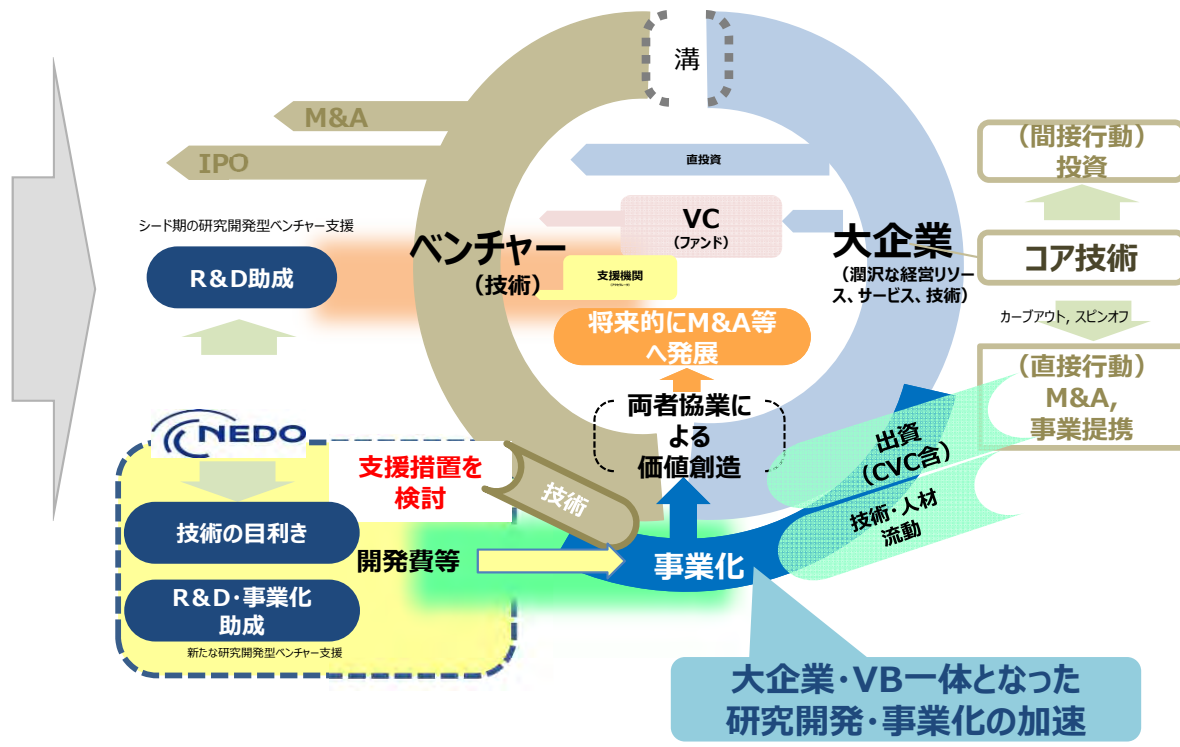 溝
M&A
IPO
直投資
(間接行動)
投資
VC
(ファンド)
シード期の研究開発型ベンチャー支援
R&D助成
ベンチャー
(技術)
支援機関
大企業
(潤沢な経営リソー
ス、サービス、技術)
コア技術
カーブアウト, スピンオフ
将来的にM&A等
へ発展
(直接行動)
M&A,
事業提携
両者協業に
よる
価値創造
NEDO
支援措置を
検討
技術
出資
(CVC含)
技術・人材
流動
技術の目利き
開発費等
事業化
R&D・事業化
助成
新たな研究開発型ベンチャー支援
大企業・VB一体となった
研究開発・事業化の加速